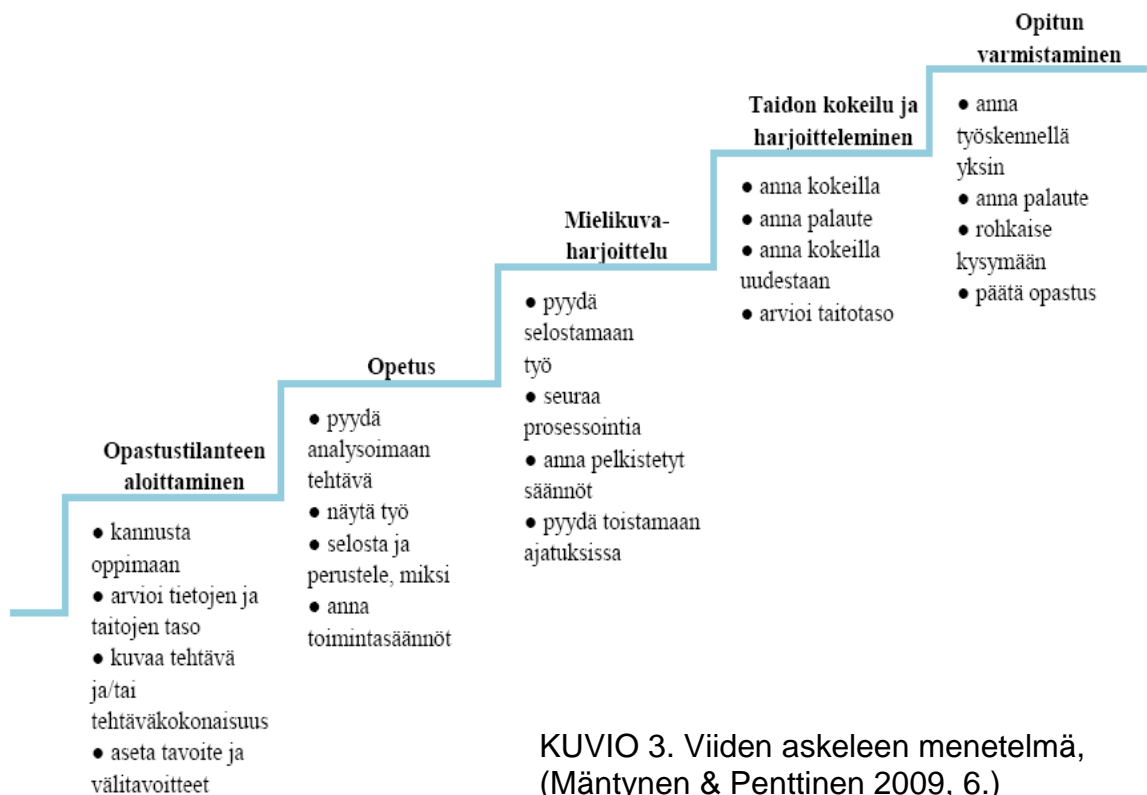 Opastustilanteen
aloittaminen
● kannusta
oppimaan
● arvioi tietojen ja
taitojen taso
● kuvaa tehtävä
ja/tai
tehtäväkokonaisuus
● aseta tavoite ja
välitavoitteet
Opetus
● pyydä
analysoimaan
tehtävä
● näytä työ
● selosta ja
perustele, miksi
● anna
toimintasäännöt
Mielikuva-
harjoittelu
● pyydä
selostamaan
työ
● seuraa
prosessointia
● anna pelkistetyt
säännöt
● pyydä toistamaan
ajatuksissa
Taidon kokeilu ja
harjoitteleminen
● anna kokeilla
● anna palaute
● anna kokeilla
uudestaan
● arvioi taitotaso
Opitun
varmistaminen
● anna
työskennellä
yksin
● anna palaute
● rohkaise
kysymään
● päätä opastus
KUVIO 3. Viiden askeleen menetelmä,
(Mäntynen & Penttinen 2009, 6.)